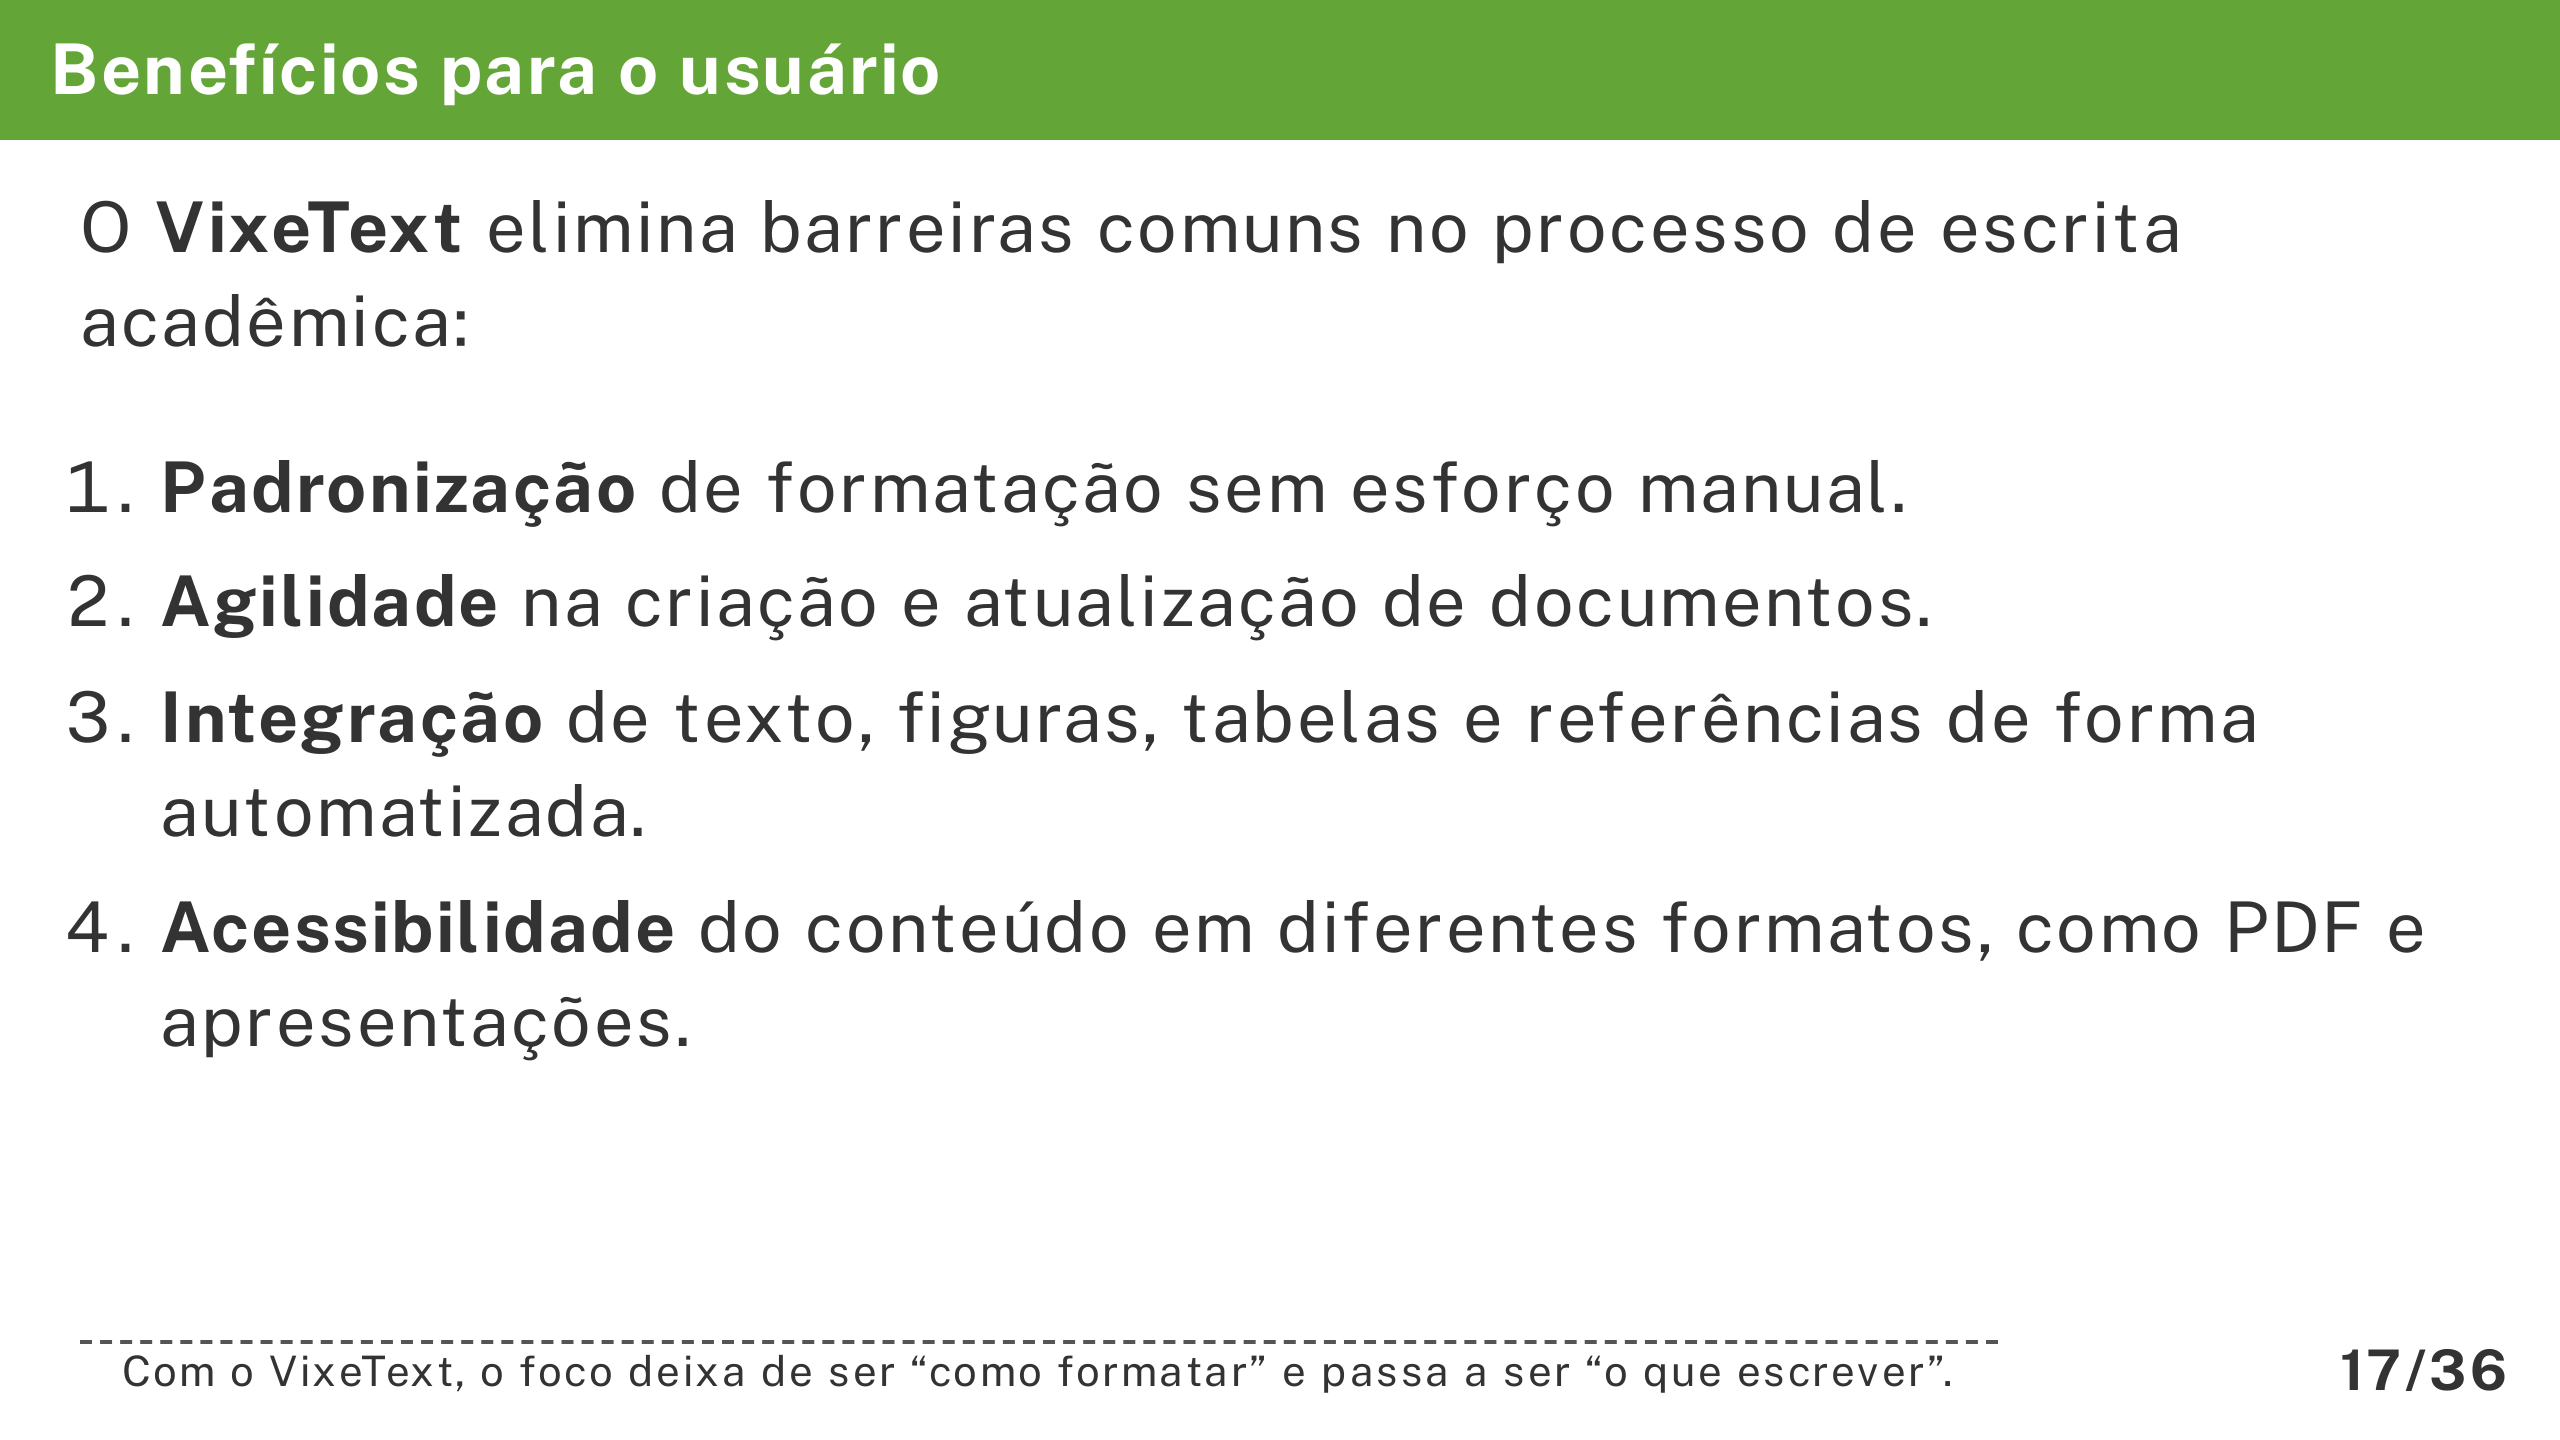 Benefícios para o usuário
O VixeText elimina barreiras comuns no processo de escrita
acadêmica:
1. Padronização de formatação sem esforço manual.
2. Agilidade na criação e atualização de documentos.
3. Integração de texto, figuras, tabelas e referências de forma
automatizada.
4. Acessibilidade do conteúdo em diferentes formatos, como PDF e
apresentações.
Com o VixeText, o foco deixa de ser “como formatar” e passa a ser “o que escrever”.
17/36